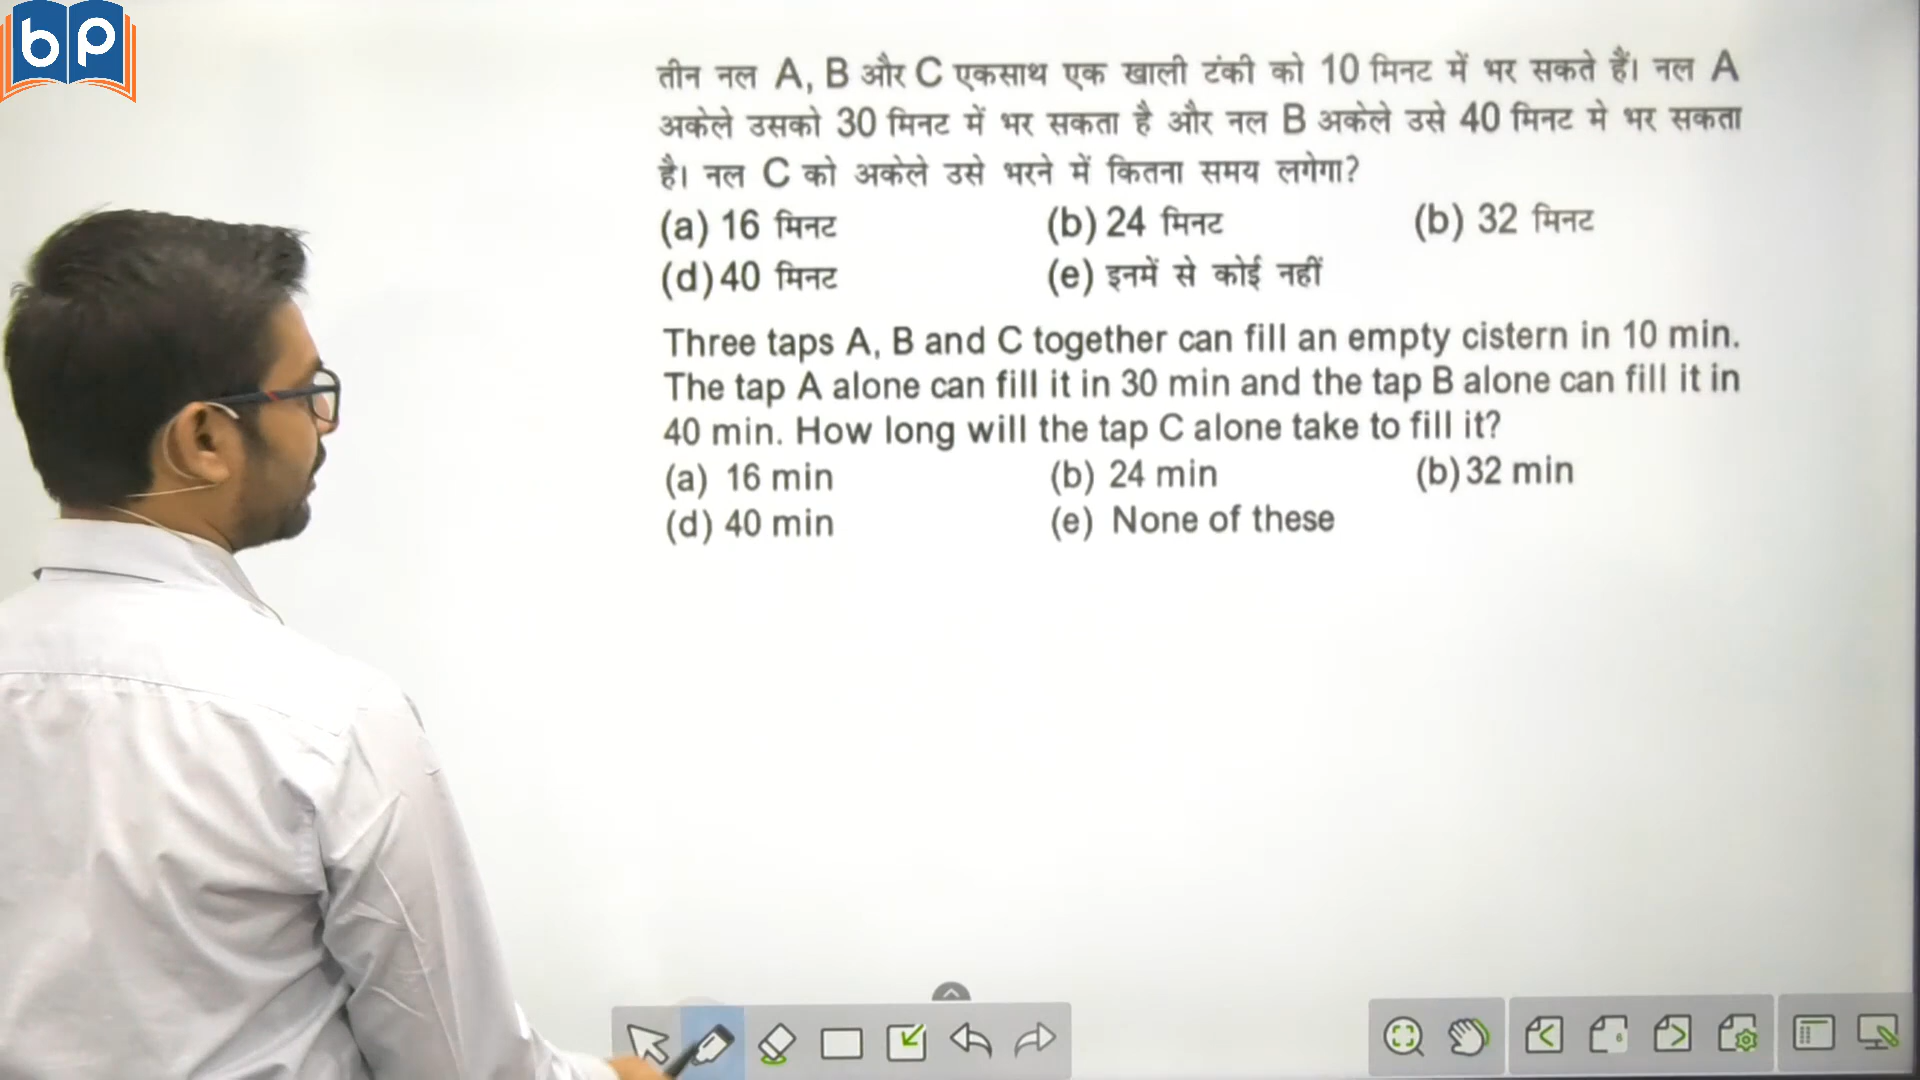 bp
तीन नल A, B और C एकसाथ एक खाली टंकी को 10 मिनट में भर सकते हैं। नल A
अकेले उसको 30 मिनट में भर सकता है और नल B अकेले उसे 40 मिनट मे भर सकता
है। नल C को अकेले उसे भरने में कितना समय लगेगा?
(a) 16 मिनट (b) 24 मिनट (b) 32 मिनट
(d) 40 मिनट (e) इनमें से कोई नहीं
Three taps A, B and C together can fill an empty cistern in 10 min.
The tap A alone can fill it in 30 min and the tap B alone can fill it in
40 min. How long will the tap C alone take to fill it?
(a) 16 min (b) 24 min (b) 32 min
(d) 40 min (e) None of these
6